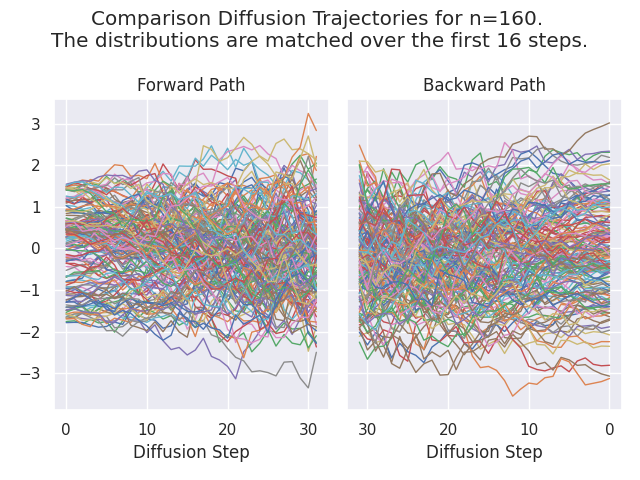 Comparison Diffusion Trajectories for n=160.
The distributions are matched over the first 16 steps.
Forward Path
Backward Path
3
2
1
0
−1
−2
−3
0
10
20
30
30
20
10
0
Diffusion Step
Diffusion Step